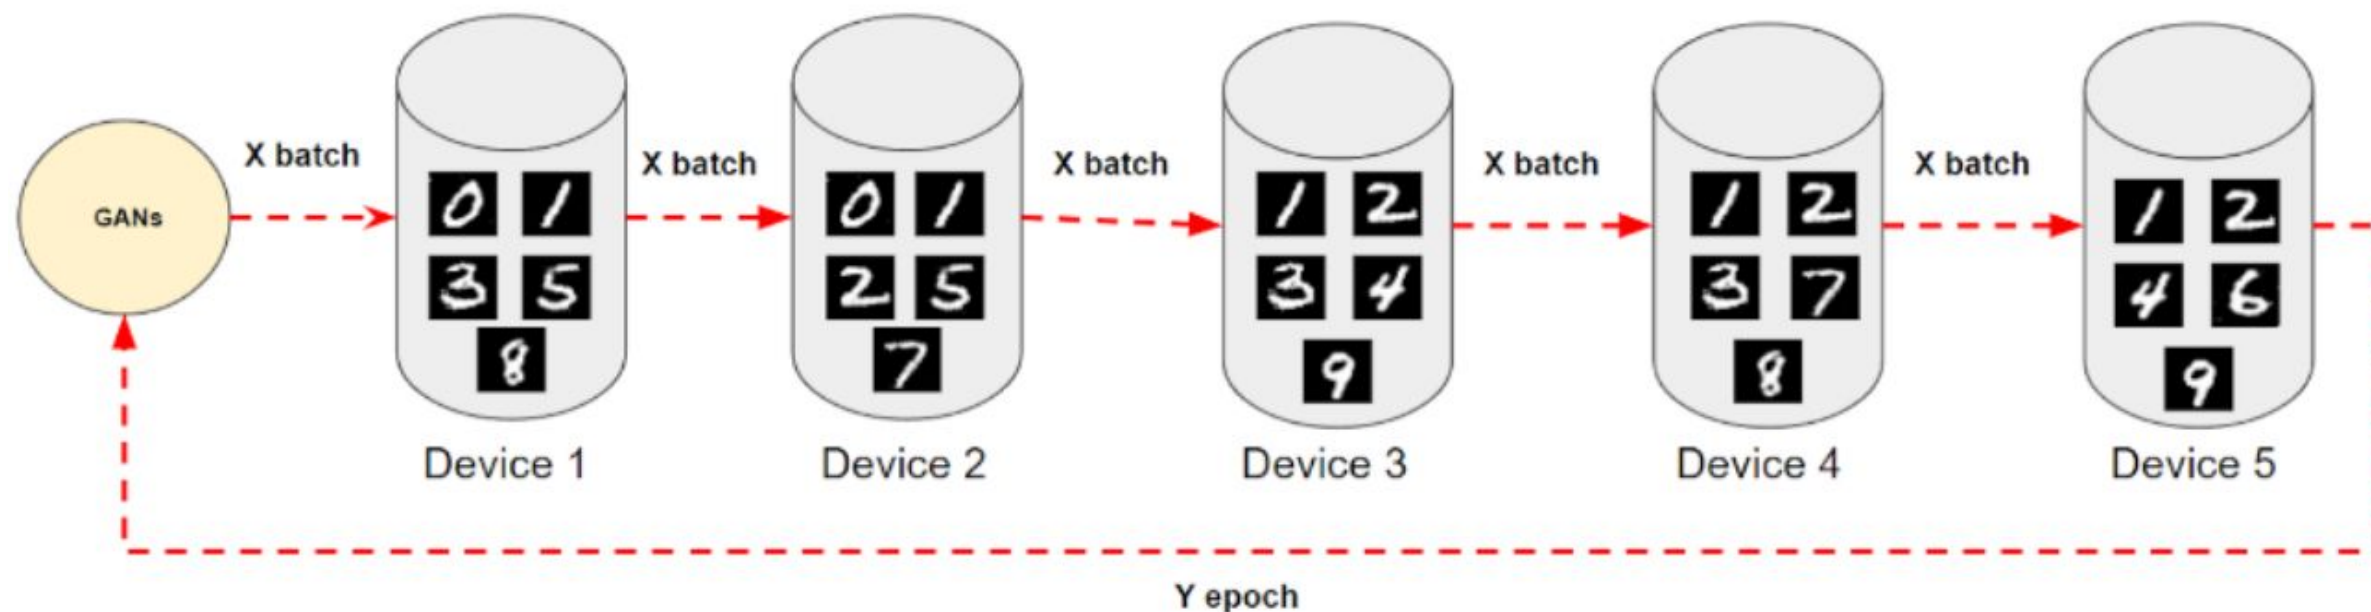 GANs
X batch
X batch
X batch
X batch
X batch
0 1
3 5
8
0 1
2 5
7
1 2
3 4
9
1 2
3 7
8
1 2
4 6
9
Device 1
Device 2
Device 3
Device 4
Device 5
Y epoch